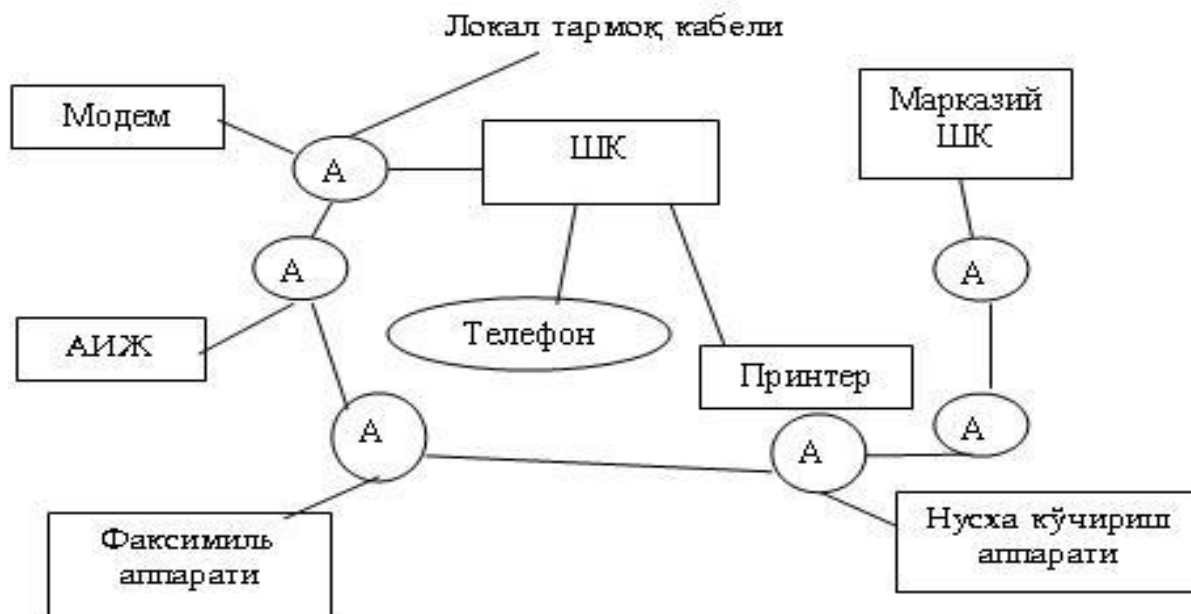 Локал тармоқ кабели
Модем
А
ШК
Марказий
ШК
А
А
АИЖ
Телефон
Принтер
А
А
А
Факсимиль
аппарати
Нусха кўчириш
аппарати